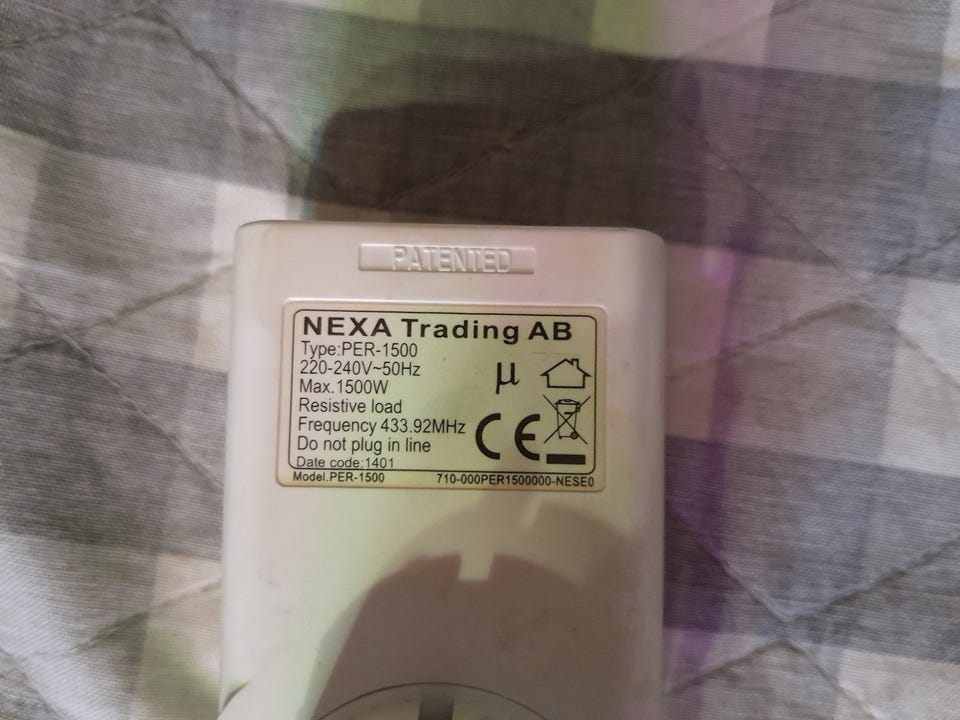 PATENTED
NEXA Trading AB
Type:PER-1500
220-240V~50Hz
Max.1500W
Resistive load
Frequency 433.92MHz
Do not plug in line
Date code:1401
μ
CE
Model.PER-1500 710-000PER1500000-NESE0